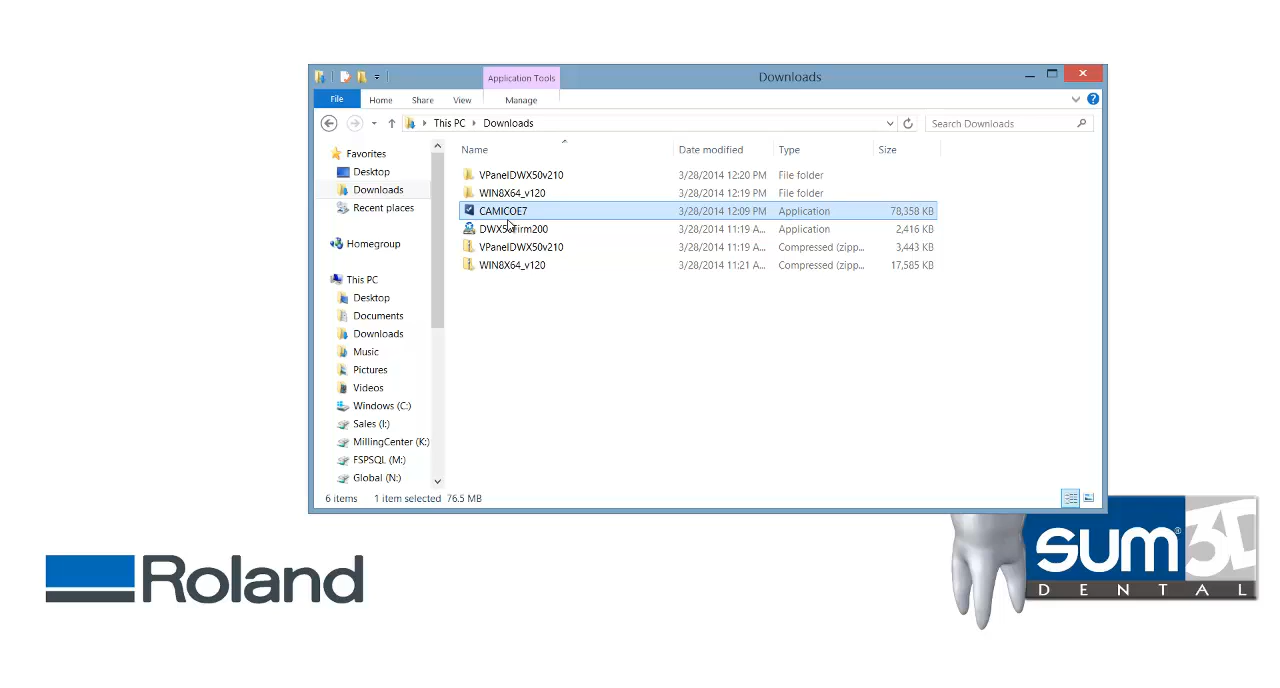 Application Tools
Downloads
File
Home
Share
View
Manage
This PC
Downloads
Search Downloads
Favorites
Desktop
Downloads
Recent places
Homegroup
This PC
Desktop
Documents
Downloads
Music
Pictures
Videos
Windows (C:)
Sales (I:)
MillingCenter (K:)
FSPSQL (M:)
Global (N:)
Name Date modified Type Size
VPanelDWX50v210 3/28/2014 12:20 PM File folder
WIN8X64_v120 3/28/2014 12:19 PM File folder
CAMICOE7 3/28/2014 12:09 PM Application 78,358 KB
3/28/2014 11:19 A... Application 2,416 KB
VPanelDWX50v210 3/28/2014 11:19 A... Compressed (zipp... 3,443 KB
WIN8X64_v120 3/28/2014 11:21 A... Compressed (zipp... 17,585 KB
6 items 1 item selected 76.5 MB
Roland
sum® 3D
DENTAL